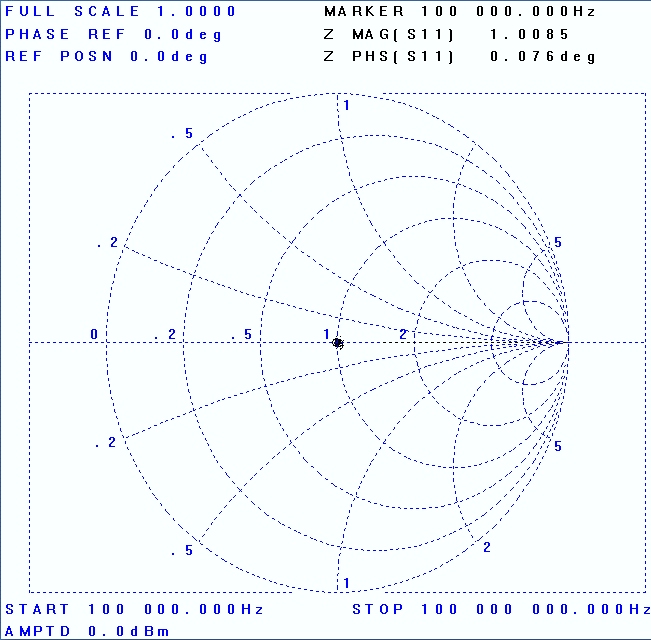 FULL SCALE 1.0000 MARKER 100 000.000Hz
PHASE REF 0.0deg Z MAG(S11) 1.0085
REF POSN 0.0deg Z PHS(S11) 0.076deg
1
.5
.2 5
0 .2 .5 1 2
.2 5
.5 2
1
START 100 000.000Hz STOP 100 000 000.000Hz
AMPTD 0.0dBm